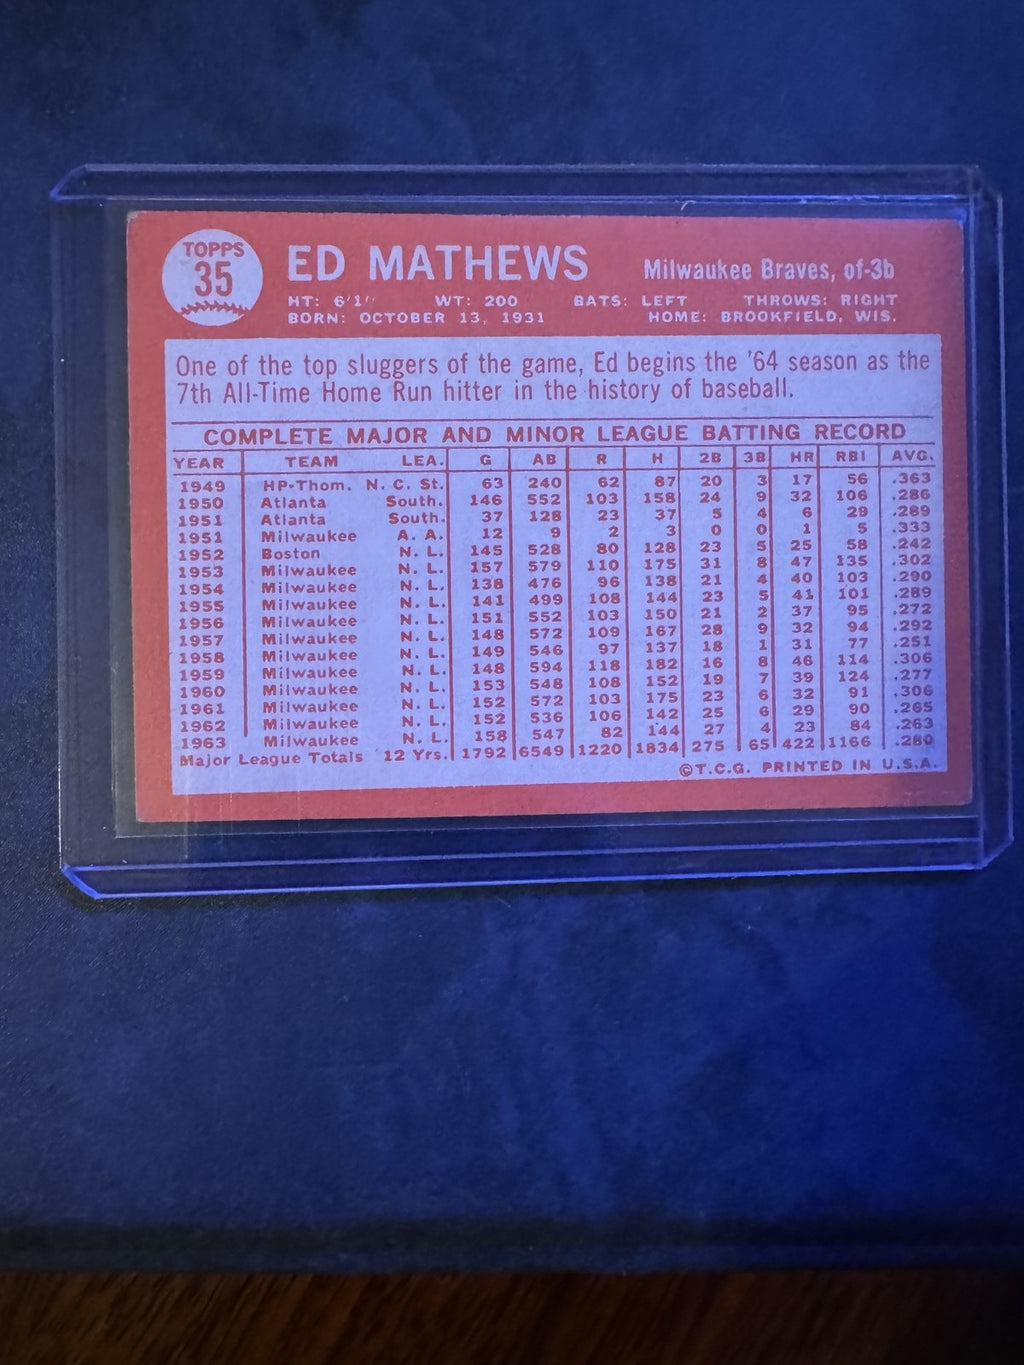 TOPPS
35
ED MATHEWS
Milwaukee Braves, of-3b
HT: 6'1" WT: 200 BATS: LEFT THROWS: RIGHT
BORN: OCTOBER 13, 1931 HOME: BROOKFIELD, WIS.
One of the top sluggers of the game, Ed begins the '64 season as the
7th All-Time Home Run hitter in the history of baseball.
COMPLETE MAJOR AND MINOR LEAGUE BATTING RECORD
YEAR TEAM LEA. G AB R H 2B 3B HR RBI AVG.
1949 HP-Thom. N. C. St. 63 240 62 87 20 3 17 56 .363
1950 Atlanta South. 146 552 103 158 24 9 32 106 .286
1951 Atlanta South. 37 128 23 37 5 4 6 29 .289
1951 Milwaukee A. A. 12 9 2 3 0 0 1 5 .333
1952 Boston N. L. 145 528 80 128 23 5 25 58 .242
1953 Milwaukee N. L. 157 579 110 175 31 8 47 135 .302
1954 Milwaukee N. L. 138 476 96 138 21 4 40 103 .290
1955 Milwaukee N. L. 141 499 108 144 23 5 41 101 .289
1956 Milwaukee N. L. 151 552 103 150 21 2 37 95 .272
1957 Milwaukee N. L. 148 572 109 167 28 9 32 94 .292
1958 Milwaukee N. L. 149 546 97 137 18 1 31 77 .251
1959 Milwaukee N. L. 148 594 118 182 16 8 46 114 .306
1960 Milwaukee N. L. 153 548 108 152 19 7 39 124 .277
1961 Milwaukee N. L. 152 572 103 175 23 6 32 91 .306
1962 Milwaukee N. L. 152 536 106 142 25 6 29 90 .265
1963 Milwaukee N. L. 158 547 82 144 27 4 23 84 .263
Major League Totals 12 Yrs. 1792 6549 1220 1834 275 65 422 1166 .280
©T.C.G. PRINTED IN U.S.A.